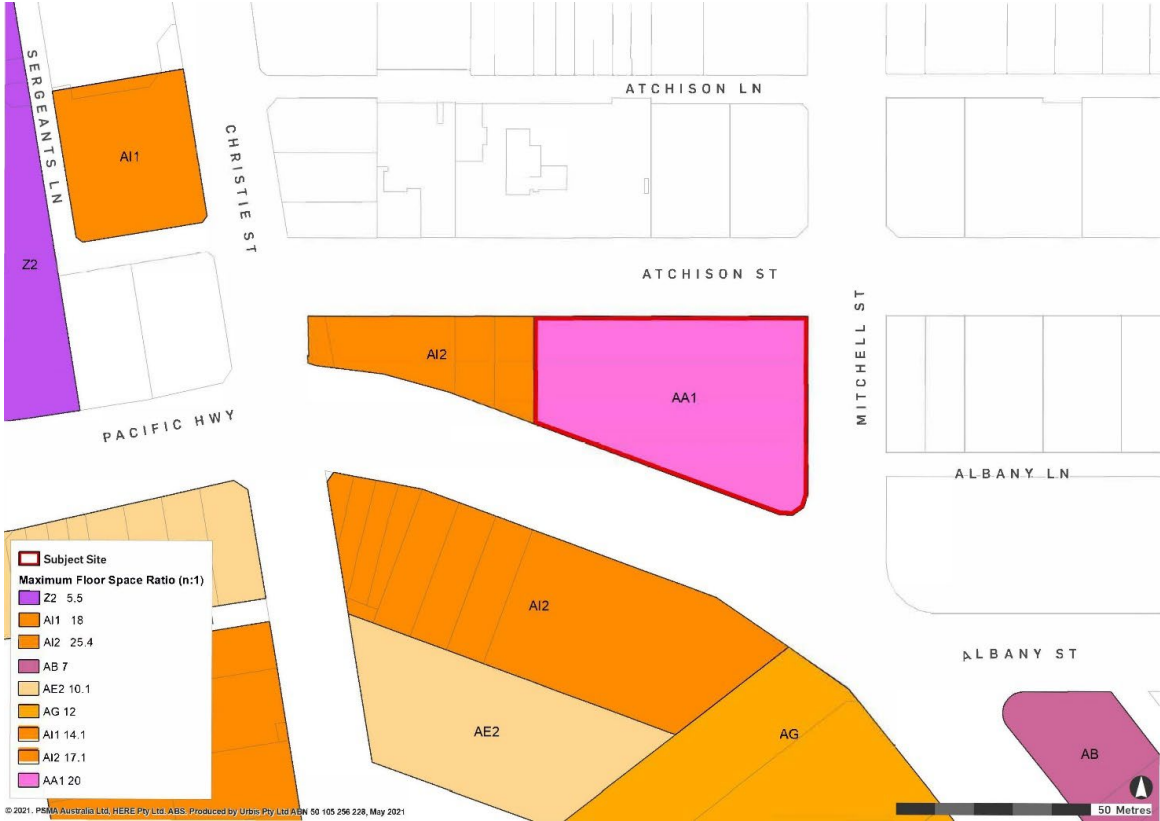 ATCHISON LN
SERGEANTS LN
AI1
CHRISTIE ST
Z2
ATCHISON ST
MITCHELL ST
AI2
AA1
PACIFIC HWY
ALBANY LN
AI2
ALBANY ST
AE2
AG
AB
Subject Site
Maximum Floor Space Ratio (n:1)
Z2 5.5
AI1 18
AI2 25.4
AB 7
AE2 10.1
AG 12
AI1 14.1
AI2 17.1
AA1 20
© 2021. PSMA Australia Ltd, HERE Pty Ltd. ABS. Produced by Urbis Pty Ltd ABN 50 105 256 228, May 2021
50 Metres